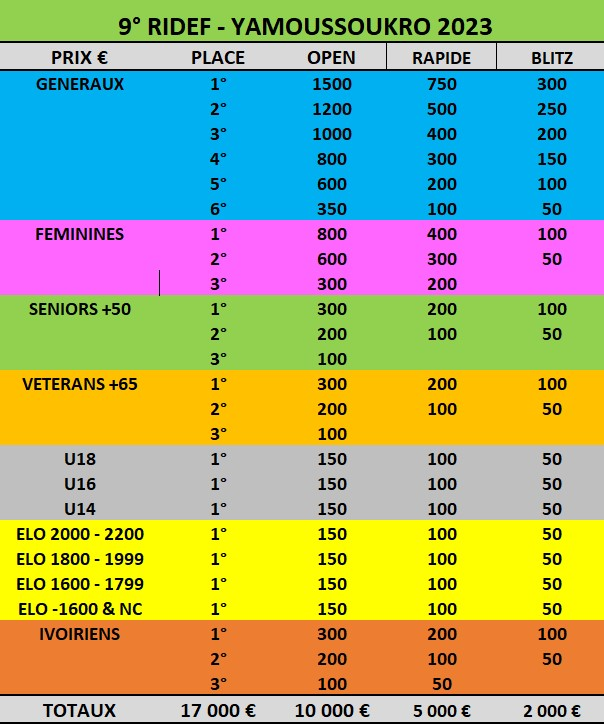 9° RIDEF - YAMOUSSOUKRO 2023
PRIX € PLACE OPEN RAPIDE BLITZ
GENERAUX 1° 1500 750 300
2° 1200 500 250
3° 1000 400 200
4° 800 300 150
5° 600 200 100
6° 350 100 50
FEMININES 1° 800 400 100
2° 600 300 50
3° 300 200
SENIORS +50 1° 300 200 100
2° 200 100 50
3° 100
VETERANS +65 1° 300 200 100
2° 200 100 50
3° 100
U18 1° 150 100 50
U16 1° 150 100 50
U14 1° 150 100 50
ELO 2000 - 2200 1° 150 100 50
ELO 1800 - 1999 1° 150 100 50
ELO 1600 - 1799 1° 150 100 50
ELO -1600 & NC 1° 150 100 50
IVOIRIENS 1° 300 200 100
2° 200 100 50
3° 100 50
TOTAUX 17 000 € 10 000 € 5 000 € 2 000 €